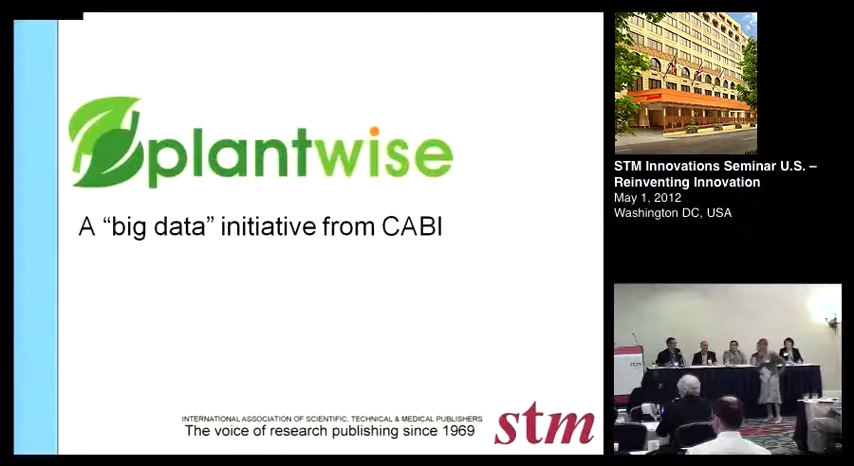 plantwise
A “big data” initiative from CABI
INTERNATIONAL ASSOCIATION OF SCIENTIFIC, TECHNICAL & MEDICAL PUBLISHERS
The voice of research publishing since 1969
stm
STM Innovations Seminar U.S. –
Reinventing Innovation
May 1, 2012
Washington DC, USA
stm